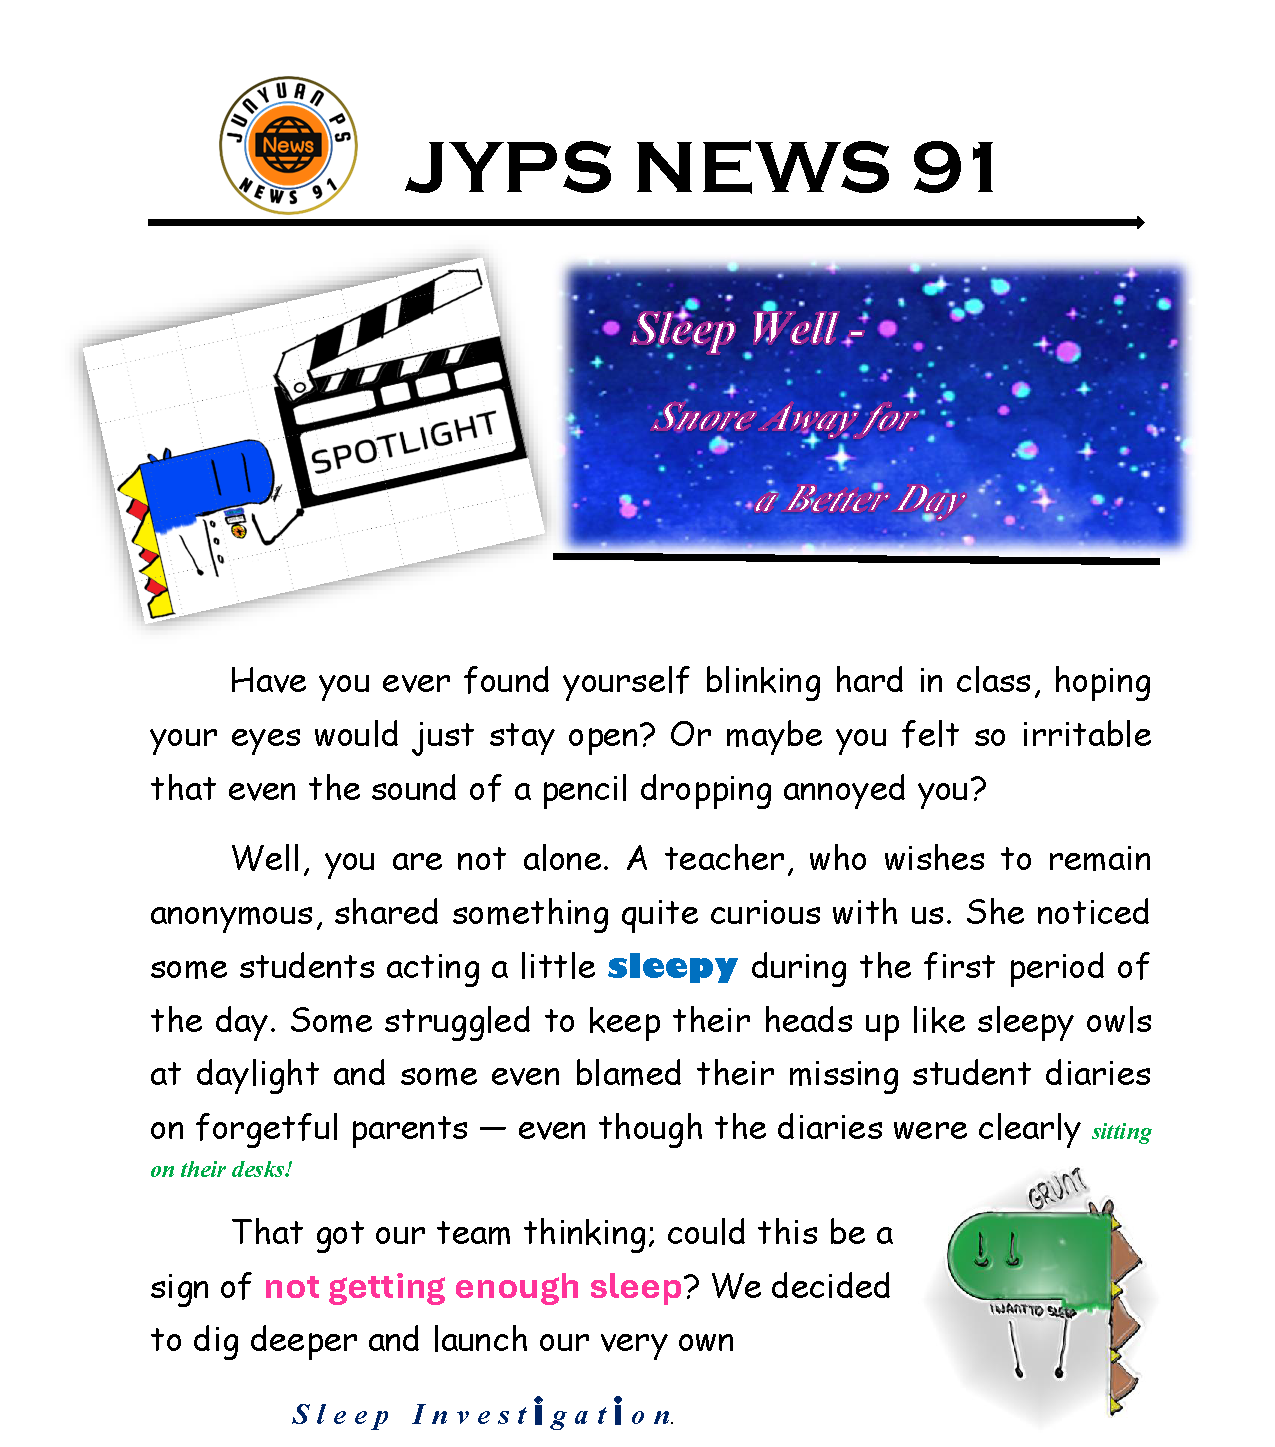 JUNYUAN PS
News
NEWS 91
JYPS NEWS 91
SPOTLIGHT
Sleep Well -
Snore Away for
a Better Day
Have you ever found yourself blinking hard in class, hoping
your eyes would just stay open? Or maybe you felt so irritable
that even the sound of a pencil dropping annoyed you?
Well, you are not alone. A teacher, who wishes to remain
anonymous, shared something quite curious with us. She noticed
some students acting a little sleepy during the first period of
the day. Some struggled to keep their heads up like sleepy owls
at daylight and some even blamed their missing student diaries
on forgetful parents — even though the diaries were clearly sitting
on their desks!
GRUNT
I WANT TO SLEEP
That got our team thinking; could this be a
sign of not getting enough sleep? We decided
to dig deeper and launch our very own
Sleep Investigation.